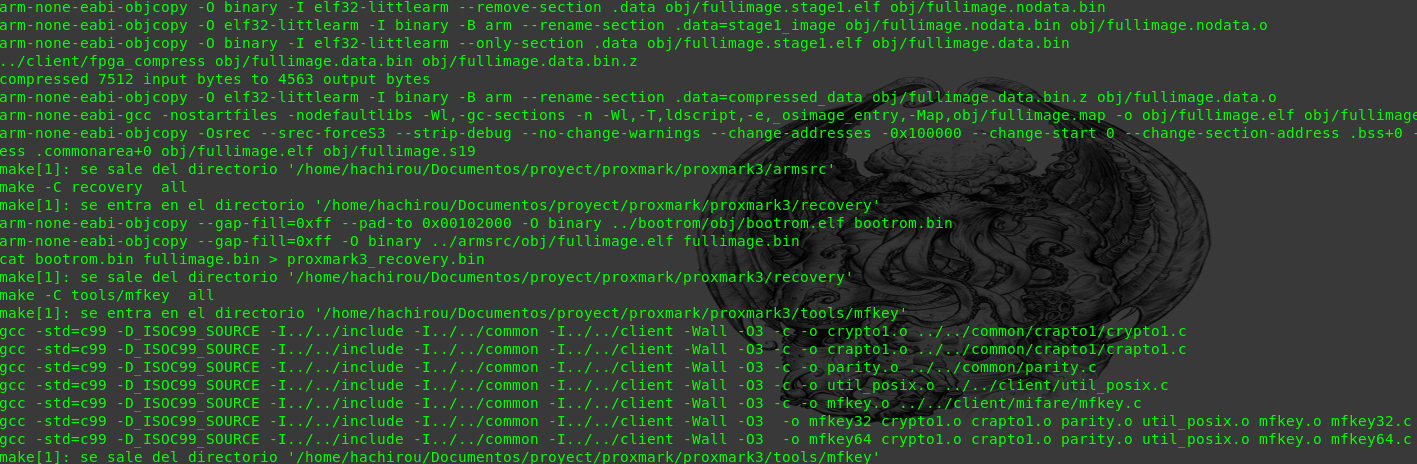 arm-none-eabi-objcopy -O binary -I elf32-littlearm --remove-section .data obj/fullimage.stage1.elf obj/fullimage.nodata.bin
arm-none-eabi-objcopy -O elf32-littlearm -I binary -B arm --rename-section .data=stage1_image obj/fullimage.nodata.bin obj/fullimage.nodata.o
arm-none-eabi-objcopy -O binary -I elf32-littlearm --only-section .data obj/fullimage.stage1.elf obj/fullimage.data.bin
../client/fpga_compress obj/fullimage.data.bin obj/fullimage.data.bin.z
compressed 7512 input bytes to 4563 output bytes
arm-none-eabi-objcopy -O elf32-littlearm -I binary -B arm --rename-section .data=compressed_data obj/fullimage.data.bin.z obj/fullimage.data.o
arm-none-eabi-gcc -nostartfiles -nodefaultlibs -Wl,-gc-sections -n -Wl,-T,ldscript,-e,_osimage_entry,-Map,obj/fullimage.map -o obj/fullimage.elf obj/fullimage
arm-none-eabi-objcopy -Osrec --srec-forceS3 --strip-debug --no-change-warnings --change-addresses -0x100000 --change-start 0 --change-section-address .bss+0 -
ess .commonarea+0 obj/fullimage.elf obj/fullimage.s19
make[1]: se sale del directorio '/home/hachirou/Documentos/proyect/proxmark/proxmark3/armsrc'
make -C recovery  all
make[1]: se entra en el directorio '/home/hachirou/Documentos/proyect/proxmark/proxmark3/recovery'
arm-none-eabi-objcopy --gap-fill=0xff --pad-to 0x00102000 -O binary ../bootrom/obj/bootrom.elf bootrom.bin
arm-none-eabi-objcopy --gap-fill=0xff -O binary ../armsrc/obj/fullimage.elf fullimage.bin
cat bootrom.bin fullimage.bin > proxmark3_recovery.bin
make[1]: se sale del directorio '/home/hachirou/Documentos/proyect/proxmark/proxmark3/recovery'
make -C tools/mfkey  all
make[1]: se entra en el directorio '/home/hachirou/Documentos/proyect/proxmark/proxmark3/tools/mfkey'
gcc -std=c99 -D_ISOC99_SOURCE -I../../include -I../../common -I../../client -Wall -O3 -c -o crypto1.o ../../common/crapto1/crypto1.c
gcc -std=c99 -D_ISOC99_SOURCE -I../../include -I../../common -I../../client -Wall -O3 -c -o crapto1.o ../../common/crapto1/crapto1.c
gcc -std=c99 -D_ISOC99_SOURCE -I../../include -I../../common -I../../client -Wall -O3 -c -o parity.o ../../common/parity.c
gcc -std=c99 -D_ISOC99_SOURCE -I../../include -I../../common -I../../client -Wall -O3 -c -o util_posix.o ../../client/util_posix.c
gcc -std=c99 -D_ISOC99_SOURCE -I../../include -I../../common -I../../client -Wall -O3 -c -o mfkey.o ../../client/mifare/mfkey.c
gcc -std=c99 -D_ISOC99_SOURCE -I../../include -I../../common -I../../client -Wall -O3  -o mfkey32 crypto1.o crapto1.o parity.o util_posix.o mfkey.o mfkey32.c
gcc -std=c99 -D_ISOC99_SOURCE -I../../include -I../../common -I../../client -Wall -O3  -o mfkey64 crypto1.o crapto1.o parity.o util_posix.o mfkey.o mfkey64.c
make[1]: se sale del directorio '/home/hachirou/Documentos/proyect/proxmark/proxmark3/tools/mfkey'